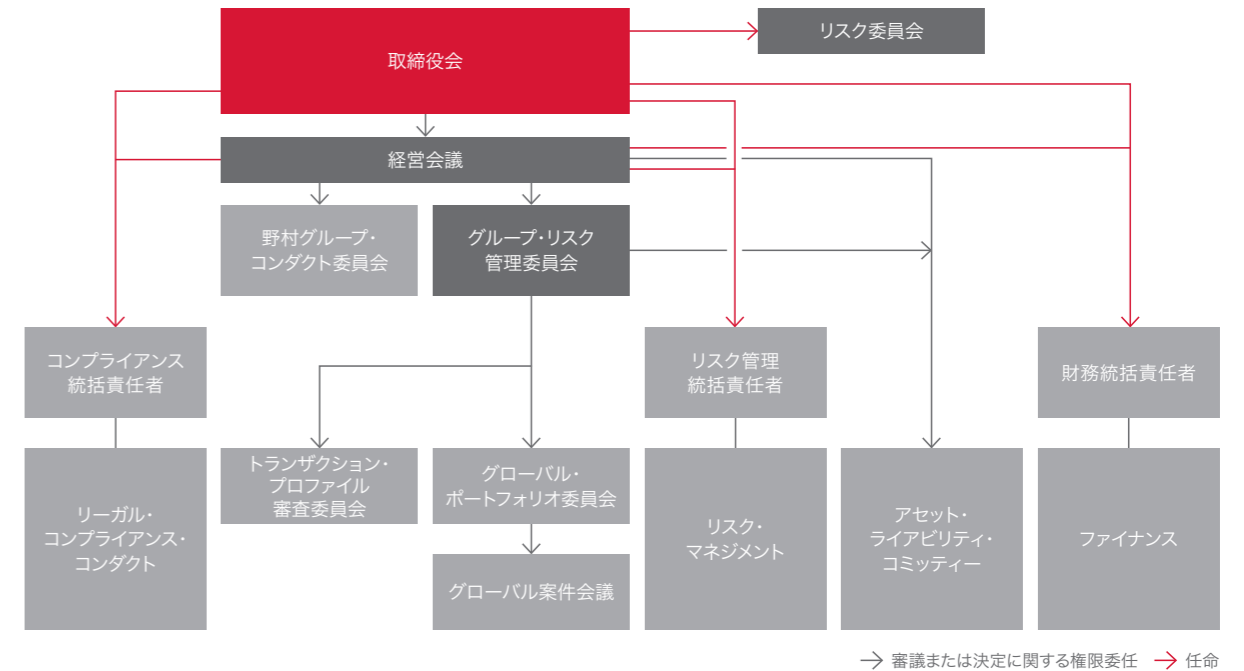 取締役会
リスク委員会
経営会議
野村グループ・
コンダクト委員会
グループ・リスク
管理委員会
コンプライアンス
統括責任者
リスク管理
統括責任者
財務統括責任者
リーガル・
コンプライアンス・
コンダクト
トランザクション・
プロファイル
審査委員会
グローバル・
ポートフォリオ委員会
グローバル案件会議
リスク・
マネジメント
アセット・
ライアビリティ・
コミッティー
ファイナンス
審議または決定に関する権限委任 任命